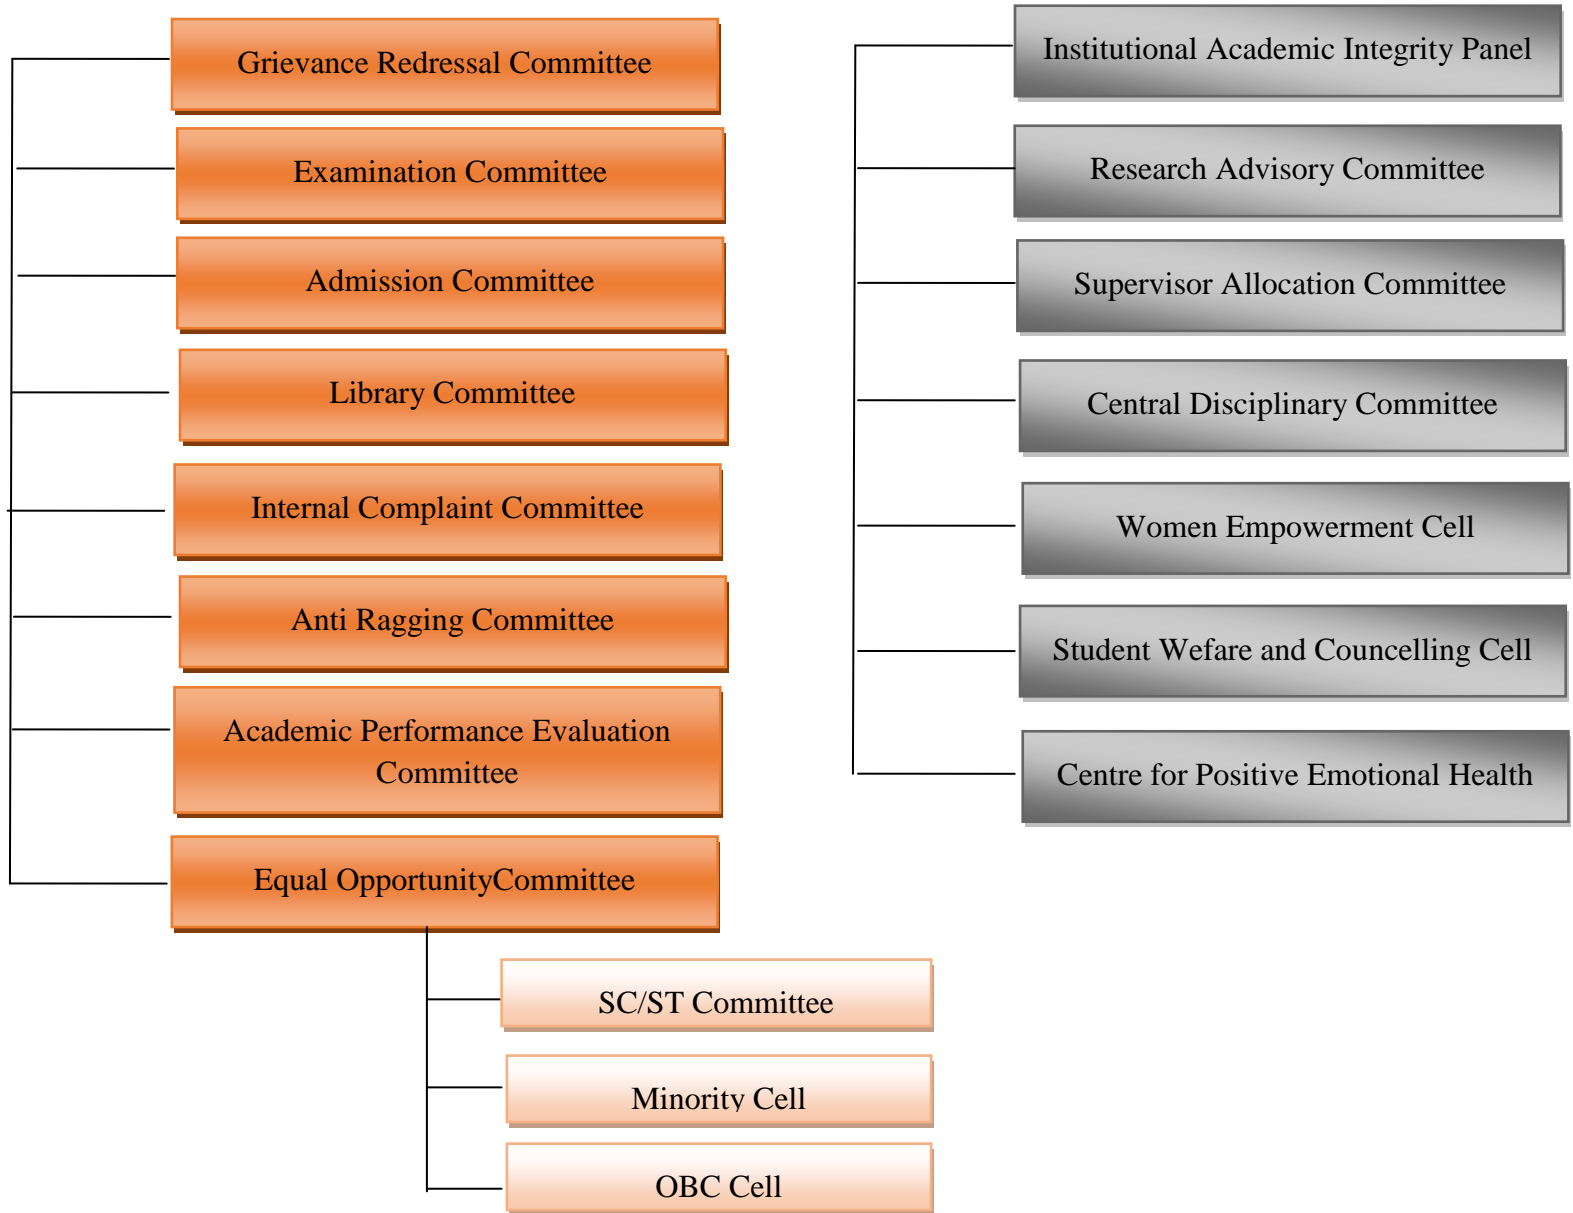 Grievance Redressal Committee
Examination Committee
Admission Committee
Library Committee
Internal Complaint Committee
Anti Ragging Committee
Academic Performance Evaluation
Committee
Equal OpportunityCommittee
SC/ST Committee
Minority Cell
OBC Cell
Institutional Academic Integrity Panel
Research Advisory Committee
Supervisor Allocation Committee
Central Disciplinary Committee
Women Empowerment Cell
Student Wefare and Councelling Cell
Centre for Positive Emotional Health